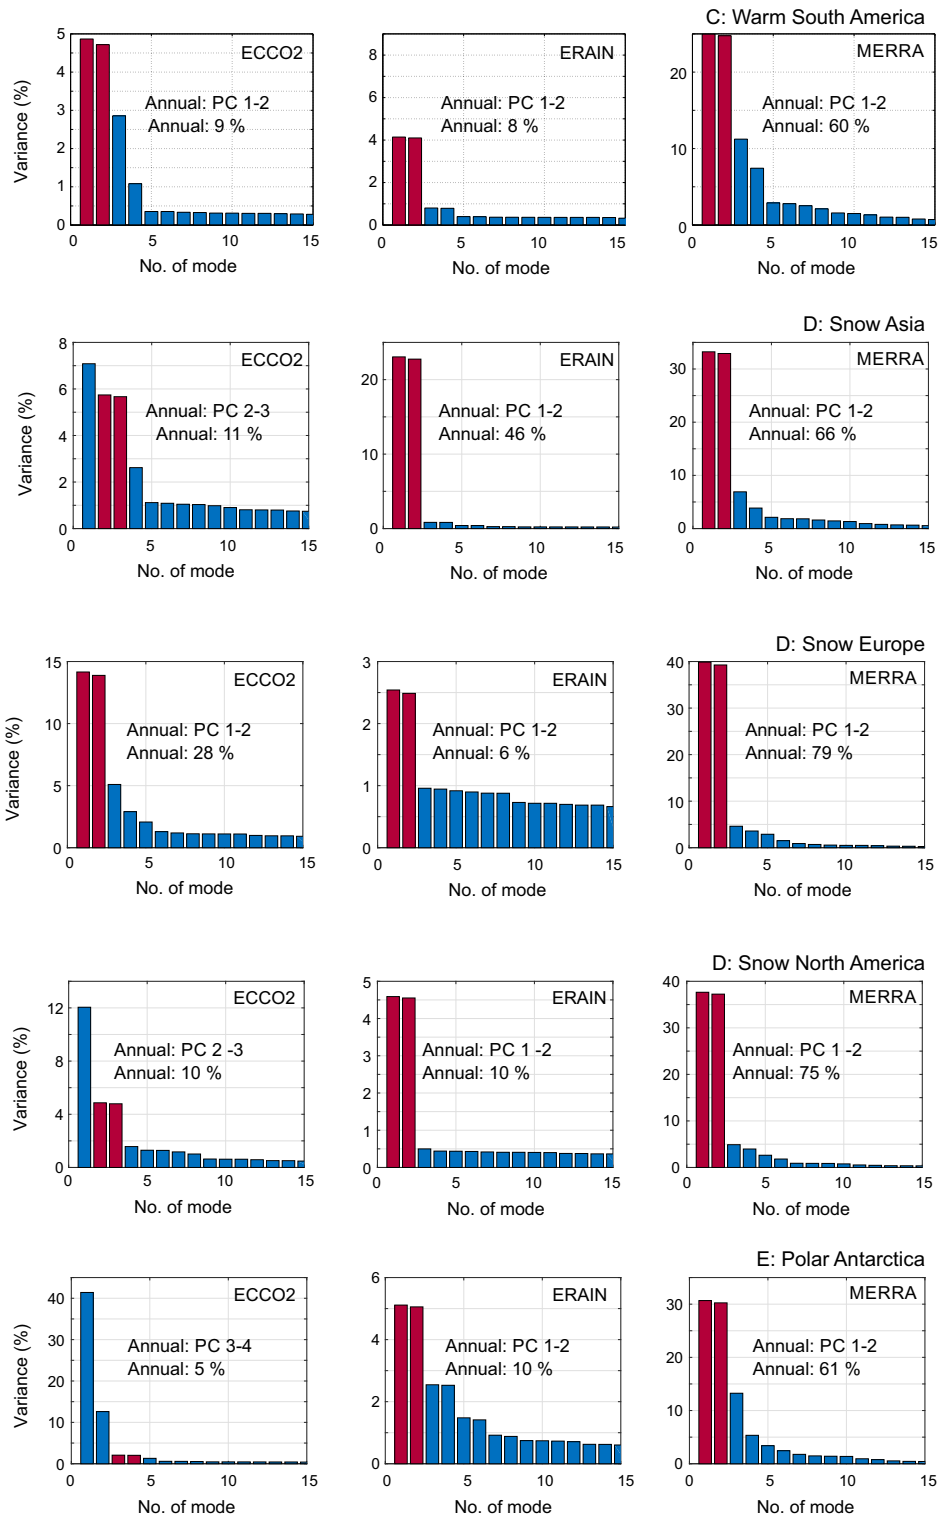 C: Warm South America
ECCO2
Annual: PC 1-2
Annual: 9 %
Variance (%)
5
4
3
2
1
0
0
5
10
15
No. of mode
ERAIN
Annual: PC 1-2
Annual: 8 %
8
6
4
2
0
0
5
10
15
No. of mode
MERRA
Annual: PC 1-2
Annual: 60 %
20
10
0
0
5
10
15
No. of mode
D: Snow Asia
ECCO2
Annual: PC 2-3
Annual: 11 %
Variance (%)
8
6
4
2
0
0
5
10
15
No. of mode
ERAIN
Annual: PC 1-2
Annual: 46 %
20
10
0
0
5
10
15
No. of mode
MERRA
Annual: PC 1-2
Annual: 66 %
30
20
10
0
0
5
10
15
No. of mode
D: Snow Europe
ECCO2
Annual: PC 1-2
Annual: 28 %
Variance (%)
15
10
5
0
0
5
10
15
No. of mode
ERAIN
Annual: PC 1-2
Annual: 6 %
3
2
1
0
0
5
10
15
No. of mode
MERRA
Annual: PC 1-2
Annual: 79 %
40
30
20
10
0
0
5
10
15
No. of mode
D: Snow North America
ECCO2
Annual: PC 2 -3
Annual: 10 %
Variance (%)
12
8
4
0
0
5
10
15
No. of mode
ERAIN
Annual: PC 1 -2
Annual: 10 %
5
4
5
2
1
0
0
5
10
15
No. of mode
MERRA
Annual: PC 1 -2
Annual: 75 %
40
30
20
10
0
0
5
10
15
No. of mode
E: Polar Antarctica
ECCO2
Annual: PC 3-4
Annual: 5 %
Variance (%)
40
30
20
10
0
0
5
10
15
No. of mode
ERAIN
Annual: PC 1-2
Annual: 10 %
6
5
4
2
1
0
0
5
10
15
No. of mode
MERRA
Annual: PC 1-2
Annual: 61 %
30
20
10
0
0
5
10
15
No. of mode